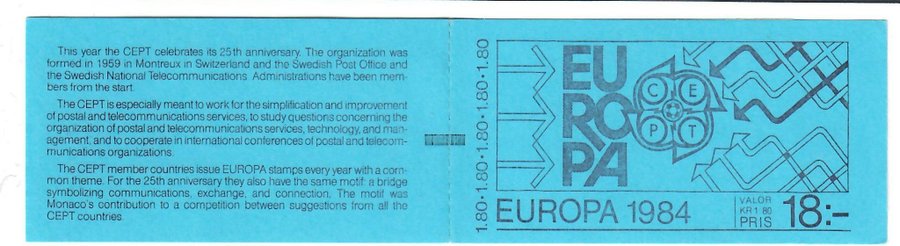 This year the CEPT celebrates its 25th anniversary. The organization was
formed in 1959 in Montreux in Switzerland and the Swedish Post Office and
the Swedish National Telecommunications Administrations have been mem-
bers from the start.
The CEPT is especially meant to work for the simplification and improvement
of postal and telecommunications services, to study questions concerning the
organization of postal and telecommunications services, technology, and man-
agement, and to cooperate in international conferences of postal and telecom-
munications organizations.
The CEPT member countries issue EUROPA stamps every year with a com-
mon theme. For the 25th anniversary they also have the same motif: a bridge
symbolizing communications, exchange, and connection. The motif was
Monaco's contribution to a competition between suggestions from all the
CEPT countries.
1.80·1.80·1.80·1.80·1.80
EU
RO
PA
C E
P T
EUROPA 1984
VALÖR
KR 1.80
PRIS
18:-